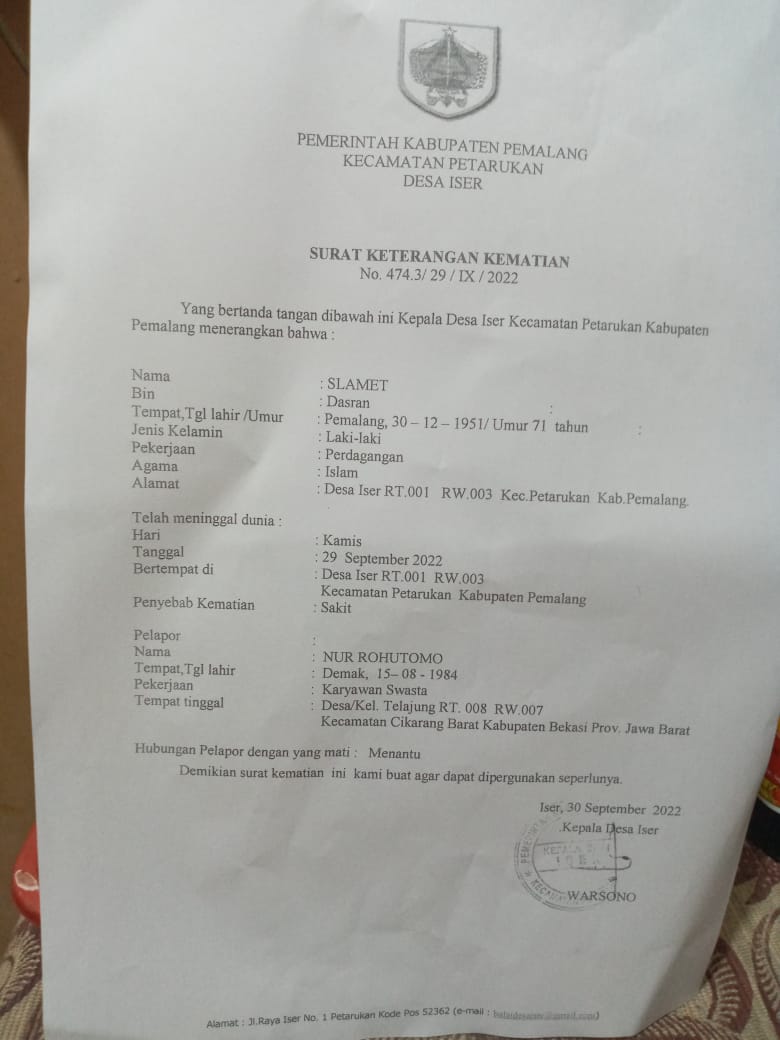 PEMERINTAH KABUPATEN PEMALANG
KECAMATAN PETARUKAN
DESA ISER
SURAT KETERANGAN KEMATIAN
No. 474.3/ 29 / IX / 2022
Yang bertanda tangan dibawah ini Kepala Desa Iser Kecamatan Petarukan Kabupaten
Pemalang menerangkan bahwa :
Nama : SLAMET
Bin : Dasran
Tempat,Tgl lahir /Umur : Pemalang, 30 – 12 – 1951/ Umur 71 tahun
Jenis Kelamin : Laki-laki
Pekerjaan : Perdagangan
Agama : Islam
Alamat : Desa Iser RT.001 RW.003 Kec.Petarukan Kab.Pemalang.
Telah meninggal dunia :
Hari : Kamis
Tanggal : 29 September 2022
Bertempat di : Desa Iser RT.001 RW.003
Kecamatan Petarukan Kabupaten Pemalang
Penyebab Kematian : Sakit
Pelapor :
Nama : NUR ROHUTOMO
Tempat,Tgl lahir : Demak, 15– 08 - 1984
Pekerjaan : Karyawan Swasta
Tempat tinggal : Desa/Kel. Telajung RT. 008 RW.007
Kecamatan Cikarang Barat Kabupaten Bekasi Prov. Jawa Barat
Hubungan Pelapor dengan yang mati : Menantu
Demikian surat kematian ini kami buat agar dapat dipergunakan seperlunya.
Iser, 30 September 2022
.Kepala Desa Iser
WARSONO
Alamat : Jl.Raya Iser No. 1 Petarukan Kode Pos 52362 (e-mail :